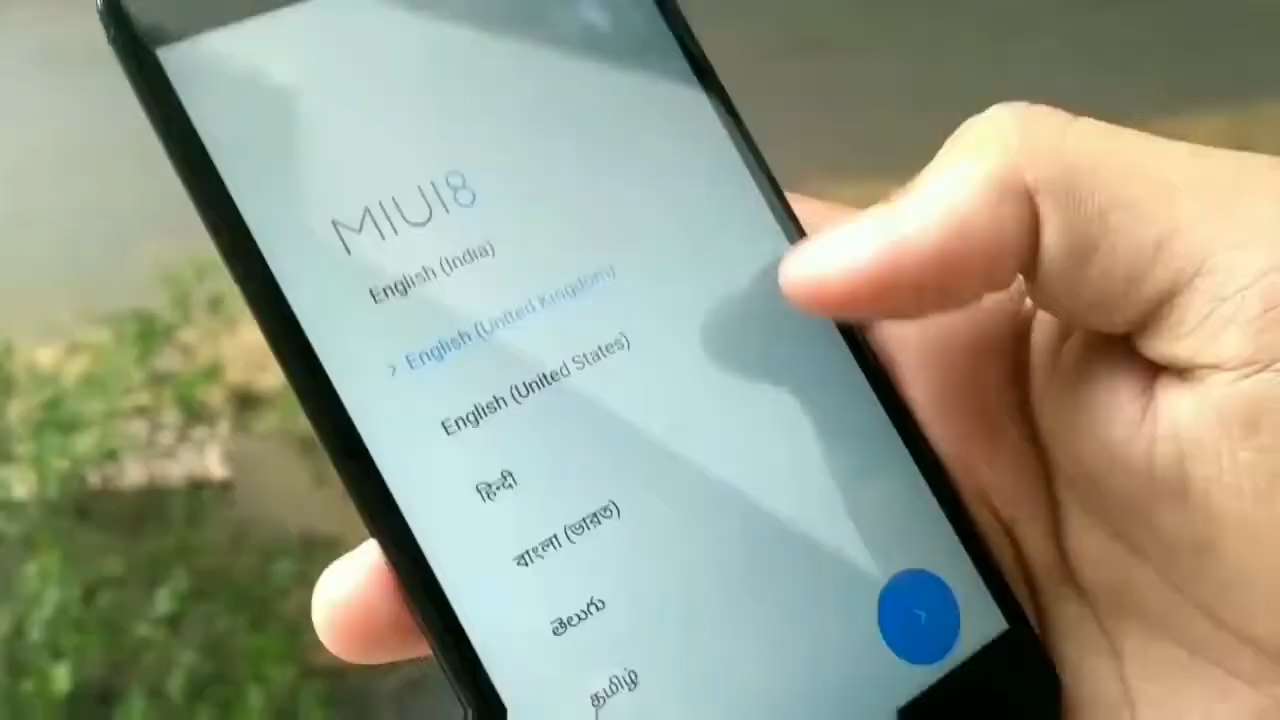 MIUI8
English (India)
English (United Kingdom)
English (United States)
हिन्दी
বাংলা (ভারত)
తెలుగు
தமிழ்